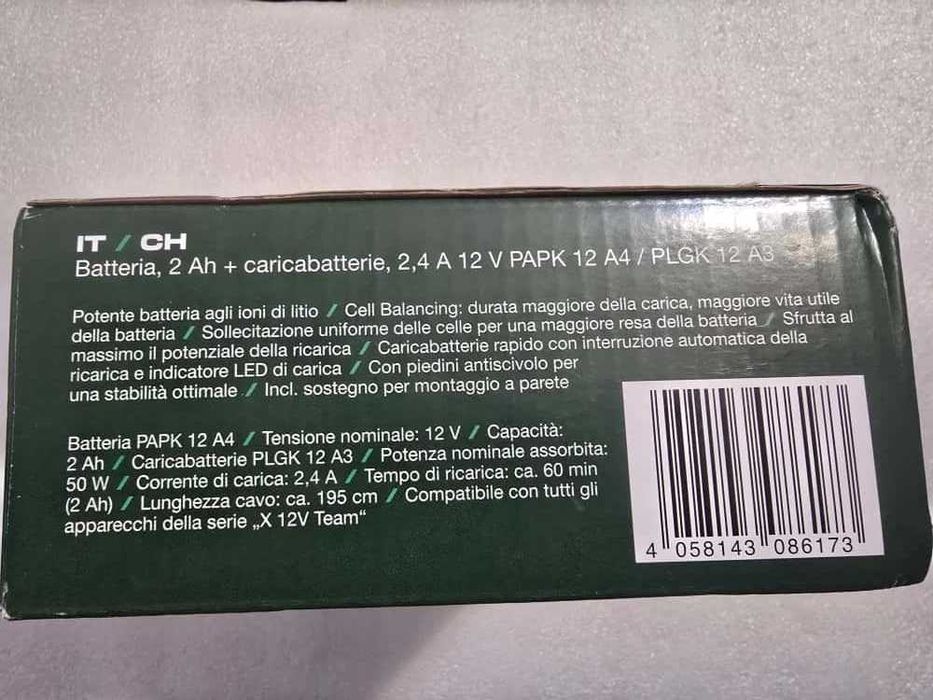 IT / CH
Batteria, 2 Ah + caricabatterie, 2,4 A 12 V PAPK 12 A4 / PLGK 12 A3
Potente batteria agli ioni di litio / Cell Balancing: durata maggiore della carica, maggiore vita utile
della batteria / Sollecitazione uniforme delle celle per una maggiore resa della batteria / Sfrutta al
massimo il potenziale della ricarica / Caricabatterie rapido con interruzione automatica della
ricarica e indicatore LED di carica / Con piedini antiscivolo per
una stabilità ottimale / Incl. sostegno per montaggio a parete
Batteria PAPK 12 A4 / Tensione nominale: 12 V / Capacità:
2 Ah / Caricabatterie PLGK 12 A3 / Potenza nominale assorbita:
50 W / Corrente di carica: 2,4 A / Tempo di ricarica: ca. 60 min
(2 Ah) / Lunghezza cavo: ca. 195 cm / Compatibile con tutti gli
apparecchi della serie „X 12V Team“
4 058143 086173